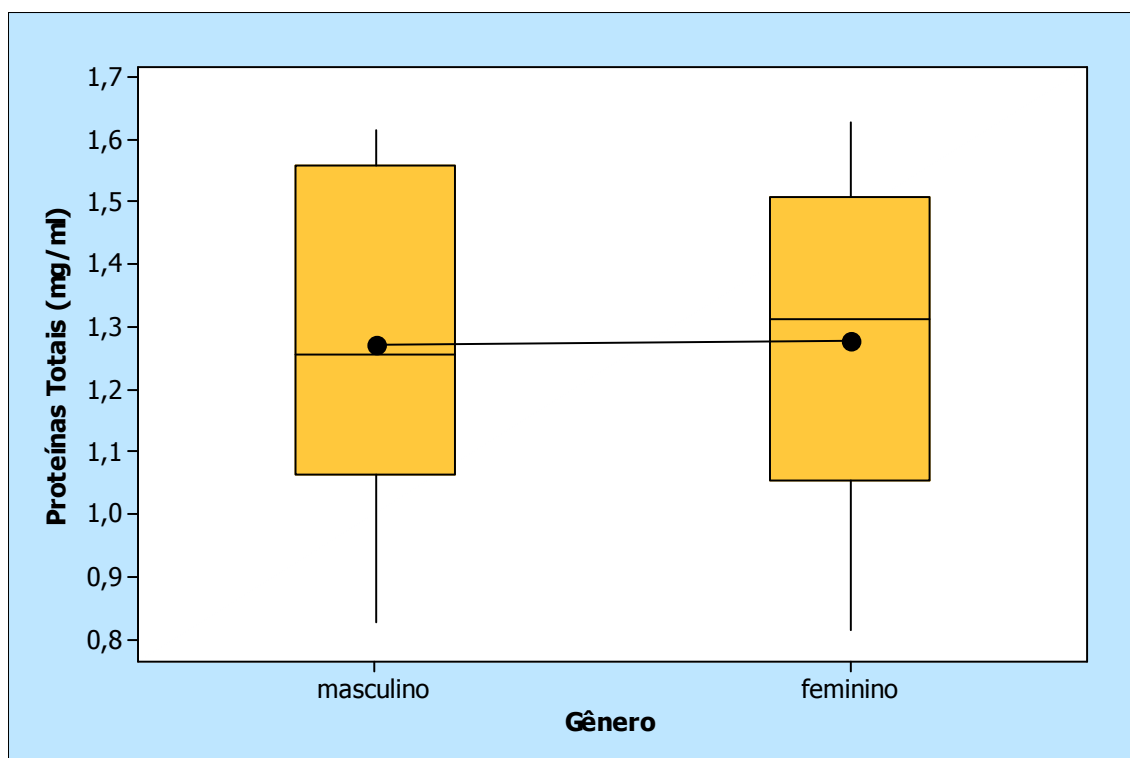 1,7
1,6
1,5
1,4
1,3
1,2
1,1
1,0
0,9
0,8
Proteínas Totais (mg/ml)
masculino
feminino
Gênero